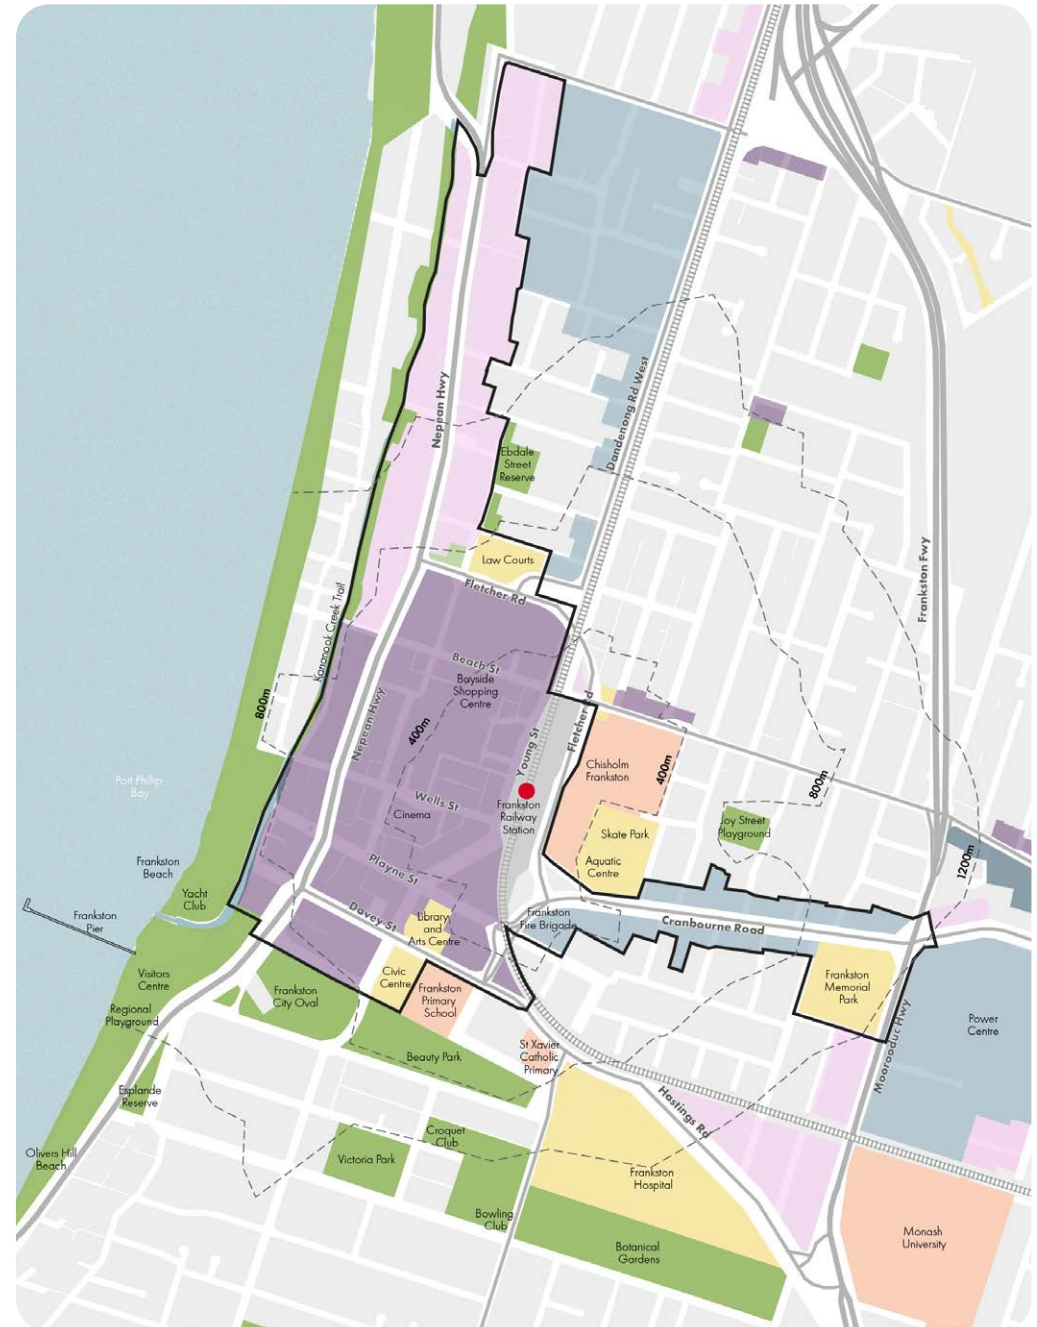 Nepean Hwy
Dandenong Rd West
Ebdale
Street
Reserve
Law Courts
Fletcher Rd
Frankston Fwy
Kananook Creek Trail
Beach St
Bayside
Shopping
Centre
800m
Nepean Hwy
400m
Young St
Fletcher Rd
Chisholm
Frankston
400m
800m
Port Phillip
Bay
Wells St
Cinema
Frankston
Railway
Station
Skate Park
Joy Street
Playground
Aquatic
Centre
1200m
Frankston
Beach
Playne St
Yacht
Club
Frankston
Pier
Davey St
Library
and
Arts Centre
Frankston
Fire Brigade
Cranbourne Road
Visitors
Centre
Civic
Centre
Frankston
City Oval
Frankston
Primary
School
Frankston
Memorial
Park
Regional
Playground
Power
Centre
Moorooduc Hwy
Beauty Park
St Xavier
Catholic
Primary
Esplande
Reserve
Hastings Rd
Croquet
Club
Olivers Hill
Beach
Victoria Park
Frankston
Hospital
Bowling
Club
Monash
University
Botanical
Gardens